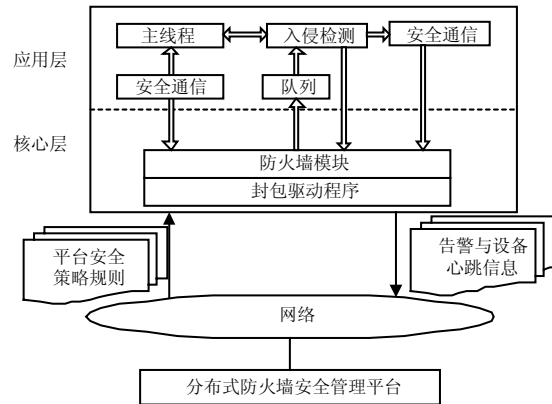 应用层
主线程
入侵检测
安全通信
安全通信
队列
核心层
防火墙模块
封包驱动程序
平台安全
策略规则
告警与设备
心跳信息
网络
分布式防火墙安全管理平台